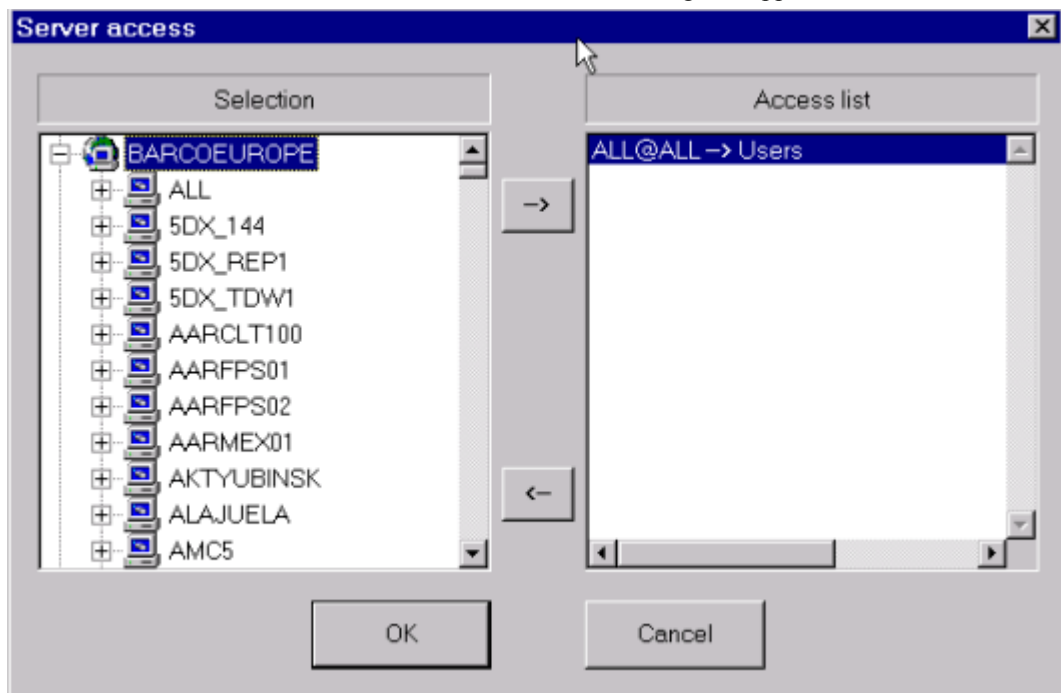 Server access
Selection
BARCOEUROPE
ALL
5DX_144
5DX_REP1
5DX_TDW1
AARCLT100
AARFPS01
AARFPS02
AARMEX01
AKTYUBINSK
ALAJUELA
AMC5
-->
<--
Access list
ALL@ALL --> Users
OK
Cancel